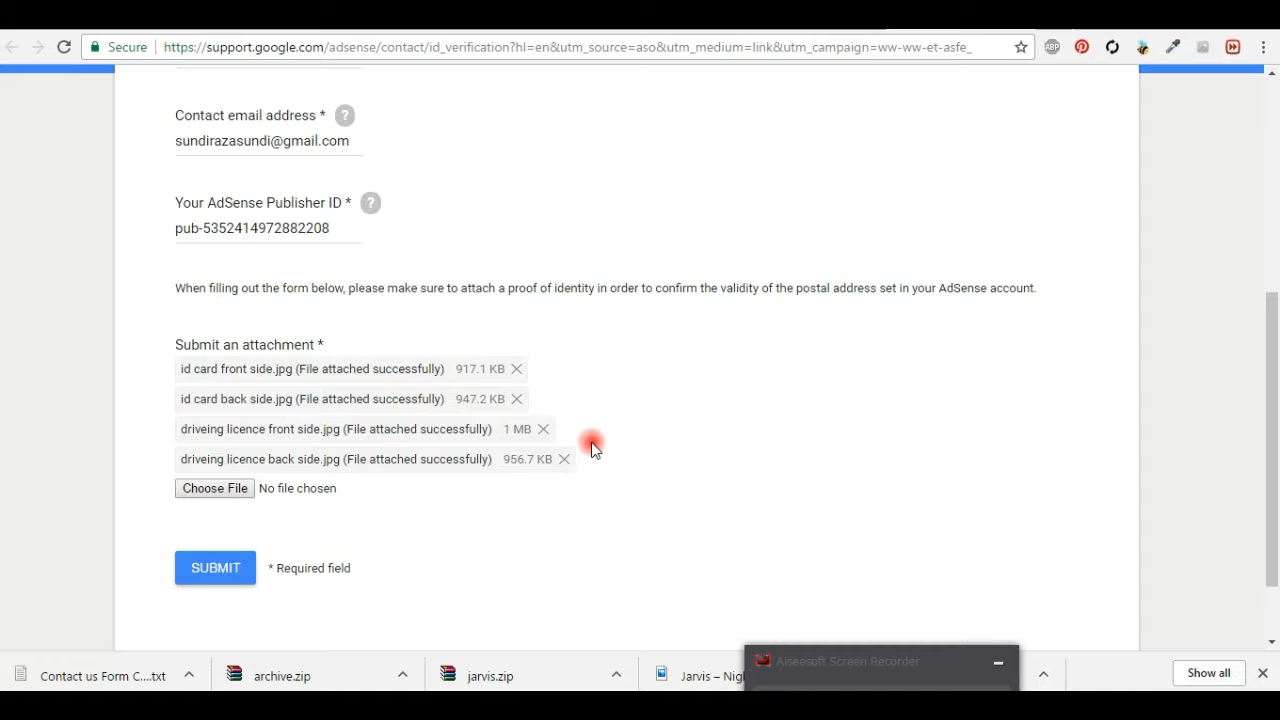 Secure
https://support.google.com/adsense/contact/id_verification?hl=en&utm_source=aso&utm_medium=link&utm_campaign=ww-ww-et-asfe_
ABP
Contact email address * ?
sundirazasundi@gmail.com
Your AdSense Publisher ID * ?
pub-5352414972882208
When filling out the form below, please make sure to attach a proof of identity in order to confirm the validity of the postal address set in your AdSense account.
Submit an attachment *
id card front side.jpg (File attached successfully) 917.1 KB
id card back side.jpg (File attached successfully) 947.2 KB
driveing licence front side.jpg (File attached successfully) 1 MB
driveing licence back side.jpg (File attached successfully) 956.7 KB
Choose File No file chosen
SUBMIT * Required field
Aiseesoft Screen Recorder
Contact us Form C....txt archive.zip jarvis.zip Jarvis – Nig Show all